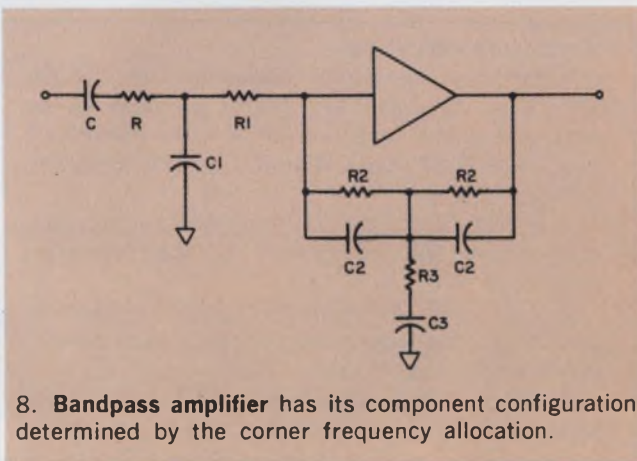 C
R
R1
C1
R2
R2
C2
C2
R3
C3
8. Bandpass amplifier has its component configuration
determined by the corner frequency allocation.